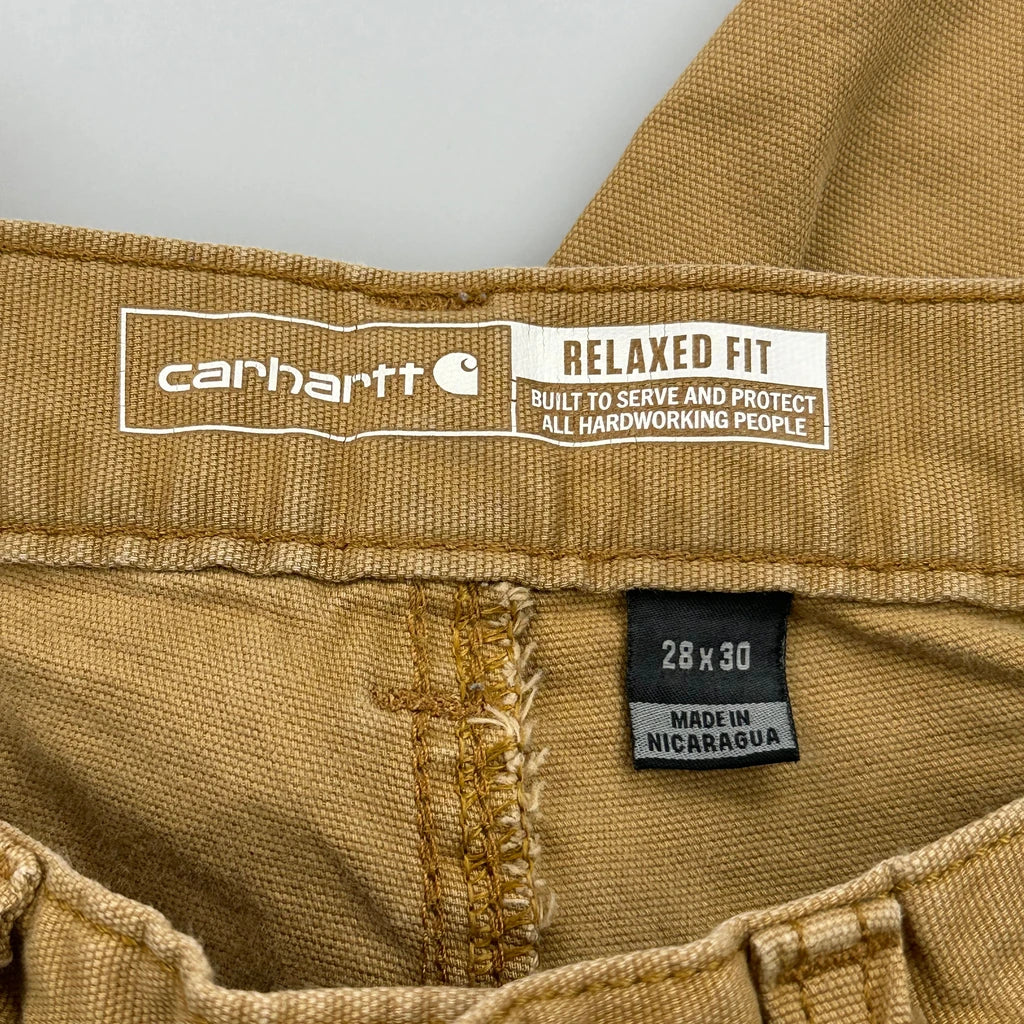 carhartt
RELAXED FIT
BUILT TO SERVE AND PROTECT
ALL HARDWORKING PEOPLE
28 x 30
MADE IN
NICARAGUA